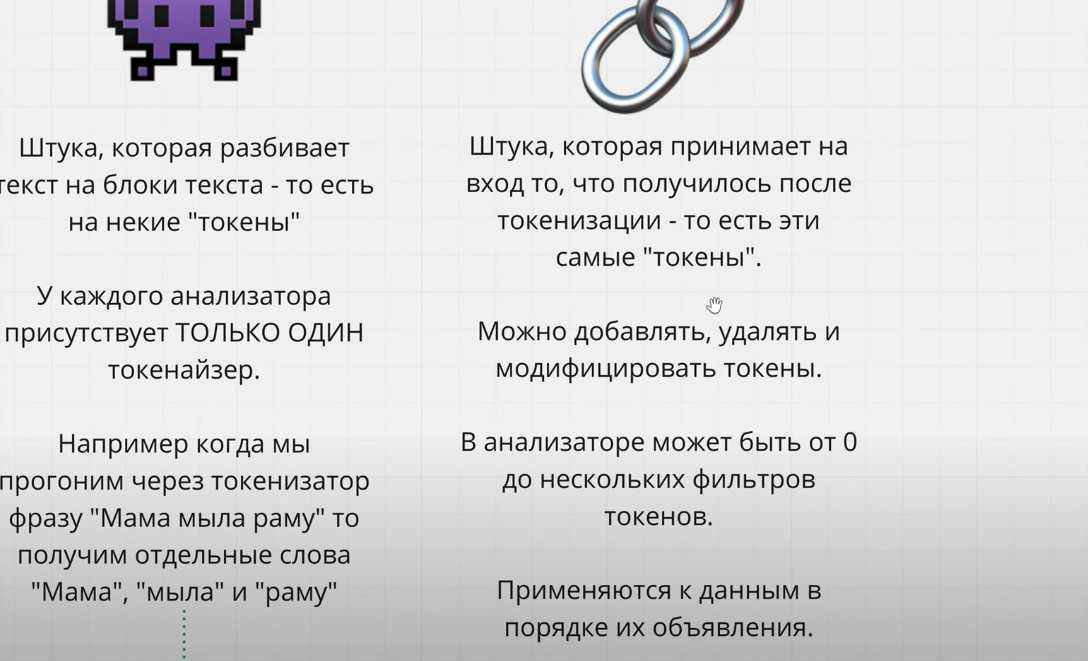 Штука, которая разбивает
текст на блоки текста - то есть
на некие "токены"
У каждого анализатора
присутствует ТОЛЬКО ОДИН
токенайзер.
Например когда мы
прогоним через токенизатор
фразу "Мама мыла раму" то
получим отдельные слова
"Мама", "мыла" и "раму"
Штука, которая принимает на
вход то, что получилось после
токенизации - то есть эти
самые "токены".
Можно добавлять, удалять и
модифицировать токены.
В анализаторе может быть от 0
до нескольких фильтров
токенов.
Применяются к данным в
порядке их объявления.